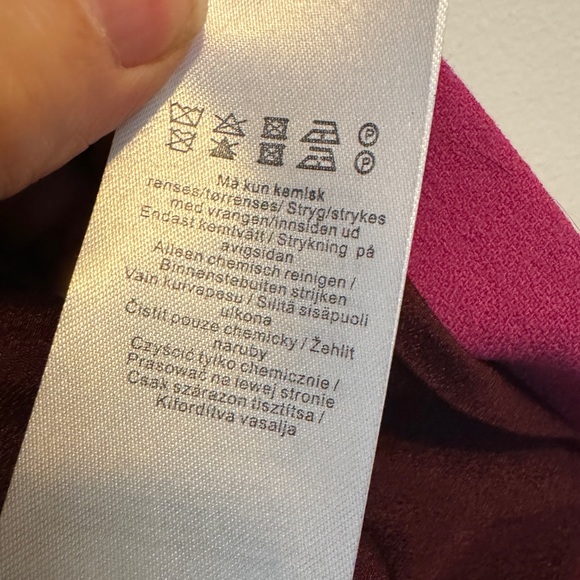 P
P
Må kun kemisk
renses/tørrenses/ Stryg/strykes
med vrangen/innsiden ud
Endast kemtvätt / Strykning på
avigsidan
Alleen chemisch reinigen /
Binnenstebuiten strijken
Vain kuivapesu / Silitä sisäpuoli
ulkona
Čistit pouze chemicky / Žehlit
naruby
Czyścić tylko chemicznie /
Prasować na lewej stronie
Csak szárazon tisztítsa /
Kifordítva vasalja